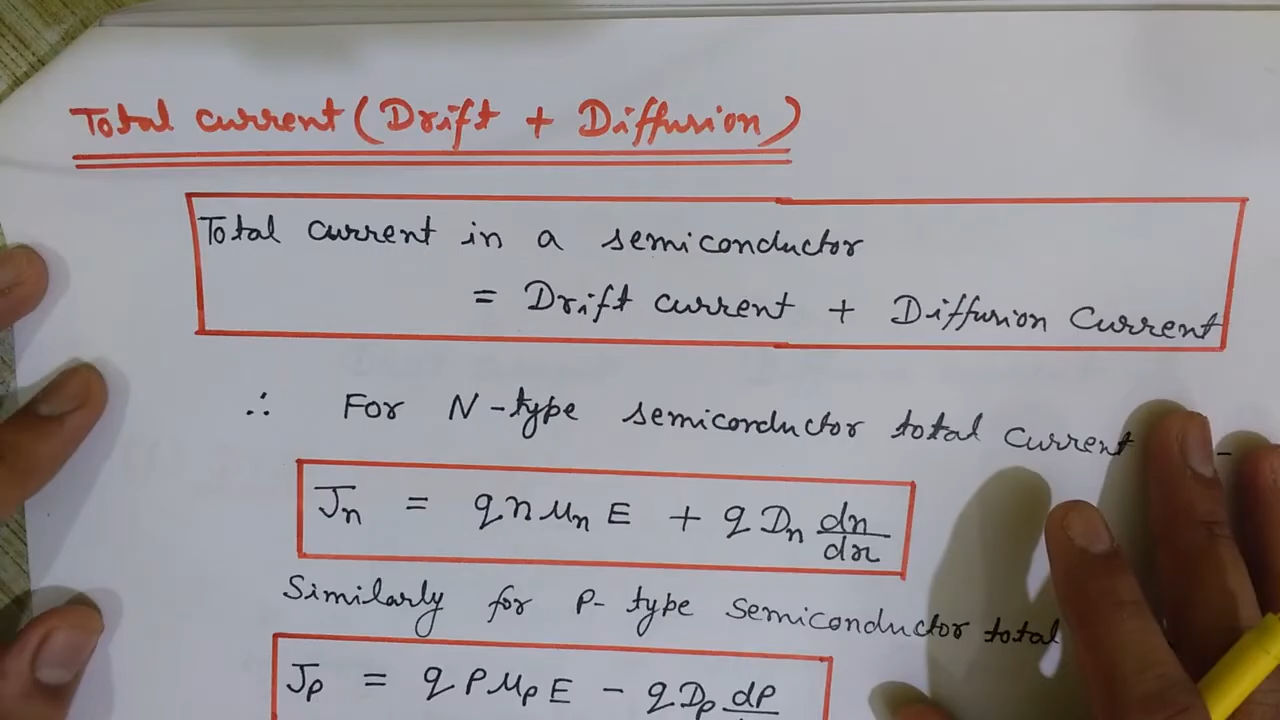 Total current (Drift + Diffusion)
Total current in a semiconductor
= Drift current + Diffusion Current
∴ For N-type semiconductor total current -
Jn = qnμnE + qDn dn/dx
Similarly for P-type semiconductor total
Jp = qPμpE - qDp dP